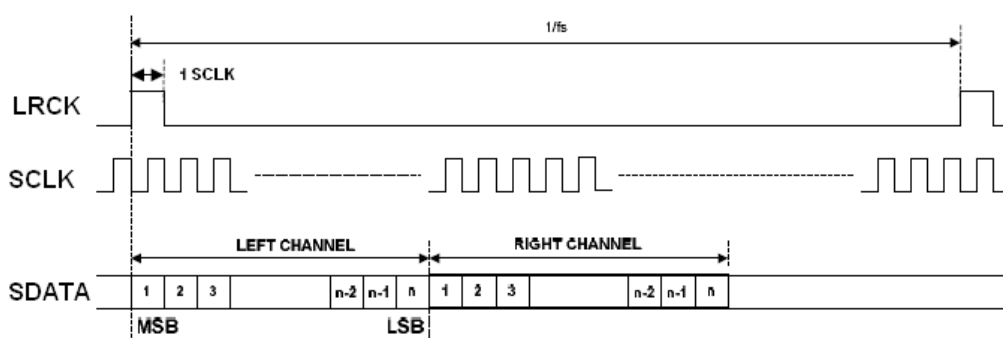 1/fs
1 SCLK
LRCK
SCLK
LEFT CHANNEL
RIGHT CHANNEL
SDATA
1 2 3 n-2 n-1 n 1 2 3 n-2 n-1 n
MSB LSB